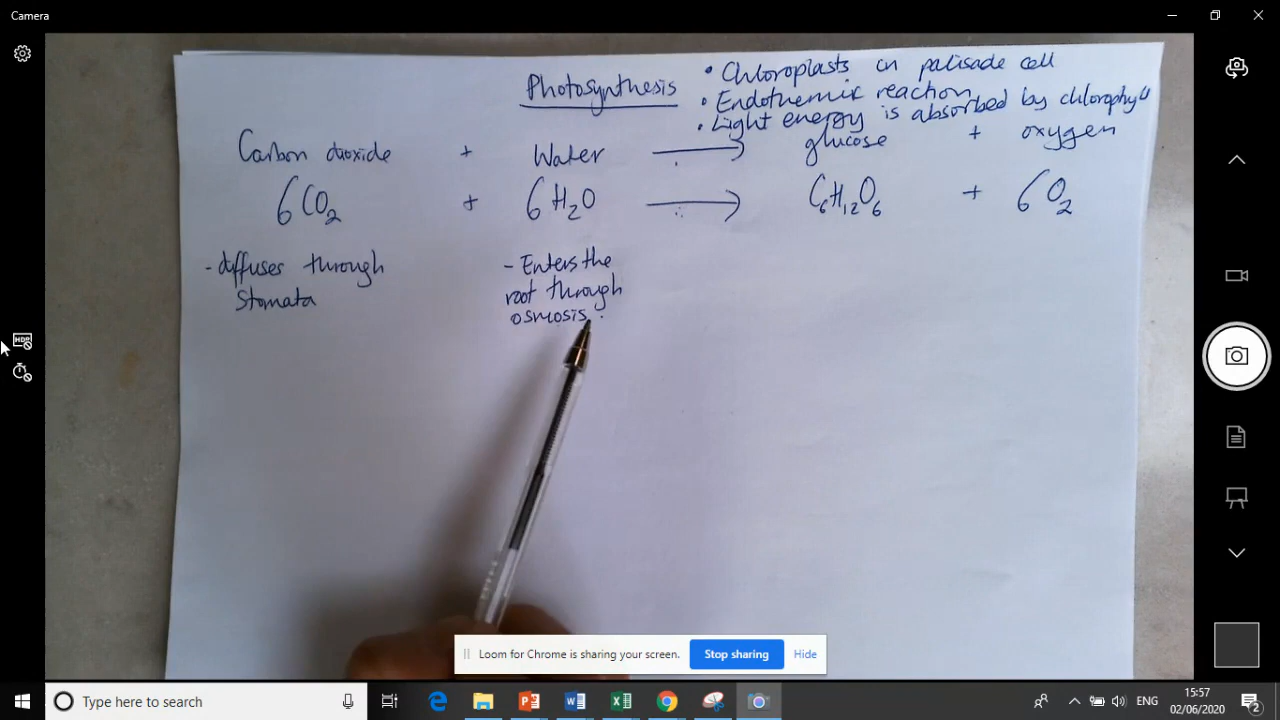 Camera
Photosynthesis
• Chloroplasts in palisade cell
• Endothermic reaction
• Light energy is absorbed by chlorophyll
Carbon dioxide + Water → glucose + oxygen
6CO₂ + 6H₂O → C₆H₁₂O₆ + 6O₂
- diffuses through
stomata
- Enters the
root through
osmosis.
HDR
Loom for Chrome is sharing your screen. Stop sharing Hide
Type here to search
ENG
15:57
02/06/2020
2